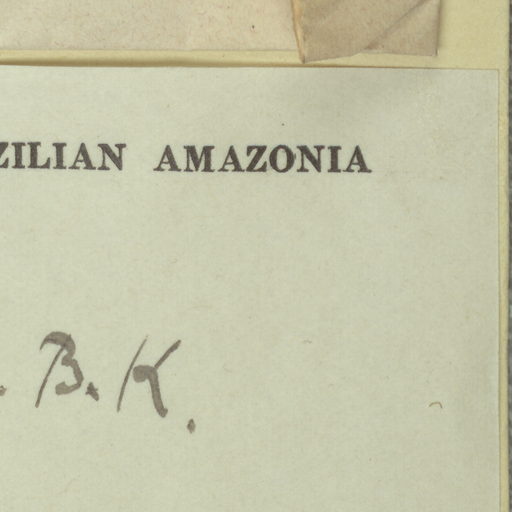 ZILIAN AMAZONIA
. B. K.